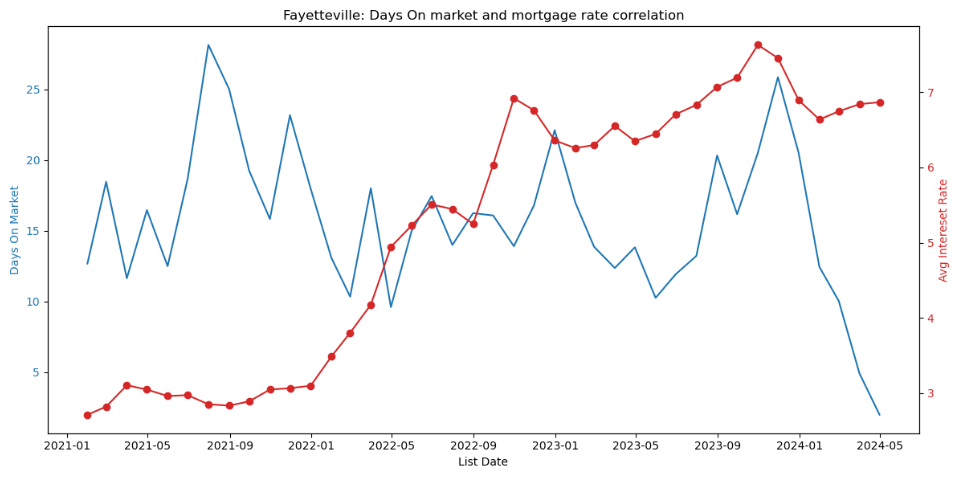 Fayetteville: Days On market and mortgage rate correlation
Days On Market
25
20
15
10
5
7
6
5
4
3
Avg Intereset Rate
2021-01 2021-05 2021-09 2022-01 2022-05 2022-09 2023-01 2023-05 2023-09 2024-01 2024-05
List Date